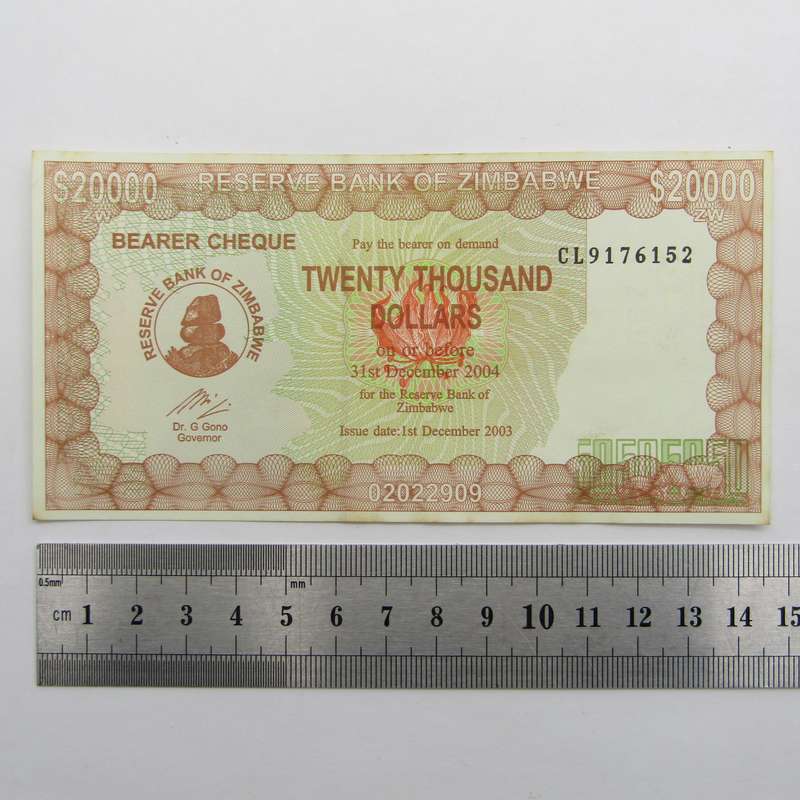 $20000 RESERVE BANK OF ZIMBABWE $20000
ZW ZW
BEARER CHEQUE
Pay the bearer on demand
CL9176152
TWENTY THOUSAND
DOLLARS
RESERVE BANK OF ZIMBABWE
on or before
31st December 2004
for the Reserve Bank of
Zimbabwe
Dr. G Gono
Governor
Issue date:1st December 2003
02022909
0.5mm mm
cm 1 2 3 4 5 6 7 8 9 10 11 12 13 14 15